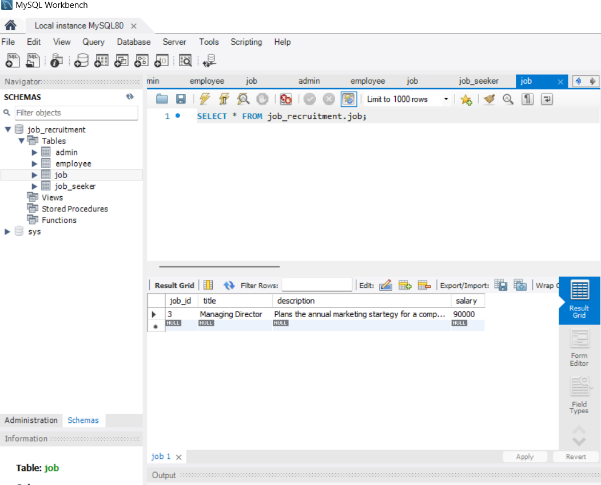 MySQL Workbench
Local instance MySQL80
File Edit View Query Database Server Tools Scripting Help
Navigator
SCHEMAS
Filter objects
job_recruitment
Tables
admin
employee
job
job_seeker
Views
Stored Procedures
Functions
sys
Administration Schemas
Information
Table: job
min employee job admin employee job job_seeker job
Limit to 1000 rows
1 SELECT * FROM job_recruitment.job;
Result Grid Filter Rows: Edit: Export/Import: Wrap C
job_id title description salary
3 Managing Director Plans the annual marketing startegy for a comp... 90000
NULL NULL NULL NULL
Result
Grid
Form
Editor
Field
Types
job 1 Apply Revert
Output